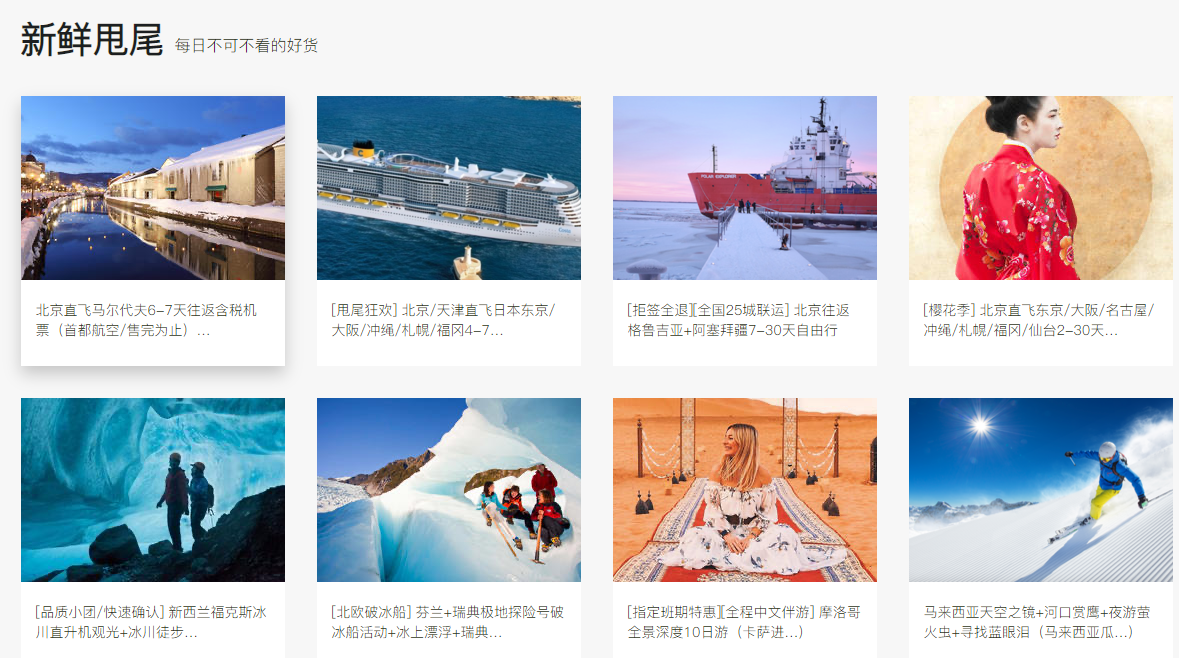 新鲜甩尾 每日不可不看的好货
POLAR EXPLORER
北京直飞马尔代夫6-7天往返含税机
票（首都航空/售完为止）...
[甩尾狂欢] 北京/天津直飞日本东京/
大阪/冲绳/札幌/福冈4-7...
[拒签全退][全国25城联运] 北京往返
格鲁吉亚+阿塞拜疆7-30天自由行
[樱花季] 北京直飞东京/大阪/名古屋/
冲绳/札幌/福冈/仙台2-30天...
[品质小团/快速确认] 新西兰福克斯冰
川直升机观光+冰川徒步...
[北欧破冰船] 芬兰+瑞典极地探险号破
冰船活动+冰上漂浮+瑞典...
[指定班期特惠][全程中文伴游] 摩洛哥
全景深度10日游（卡萨进...）
马来西亚天空之镜+河口赏鹰+夜游萤
火虫+寻找蓝眼泪（马来西亚瓜...）